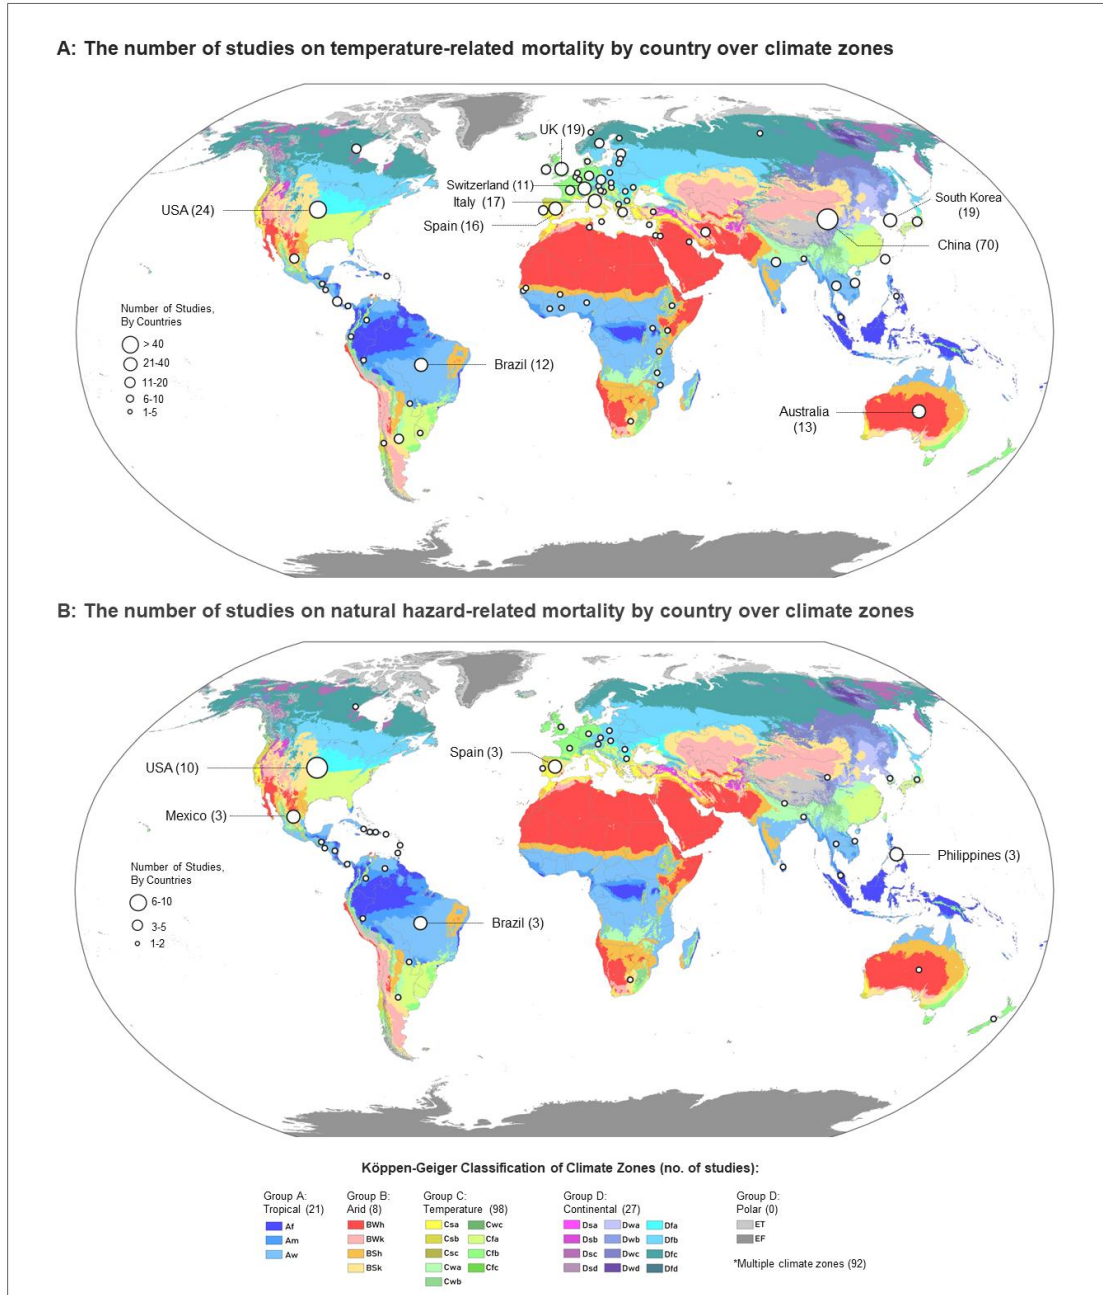 A: The number of studies on temperature-related mortality by country over climate zones
UK (19)
Switzerland (11)
Italy (17)
Spain (16)
USA (24)
South Korea
(19)
China (70)
Number of Studies,
By Countries
> 40
21-40
11-20
6-10
1-5
Brazil (12)
Australia
(13)
B: The number of studies on natural hazard-related mortality by country over climate zones
Spain (3)
USA (10)
Mexico (3)
Philippines (3)
Number of Studies,
By Countries
6-10
3-5
1-2
Brazil (3)
Köppen-Geiger Classification of Climate Zones (no. of studies):
Group A:
Tropical (21)
Af
Am
Aw
Group B:
Arid (8)
BWh
BWk
BSh
BSk
Group C:
Temperature (98)
Csa
Csb
Csc
Cwa
Cwb
Cwc
Cfa
Cfb
Cfc
Group D:
Continental (27)
Dsa
Dsb
Dsc
Dsd
Dwa
Dwb
Dwc
Dwd
Dfa
Dfb
Dfc
Dfd
Group D:
Polar (0)
ET
EF
*Multiple climate zones (92)